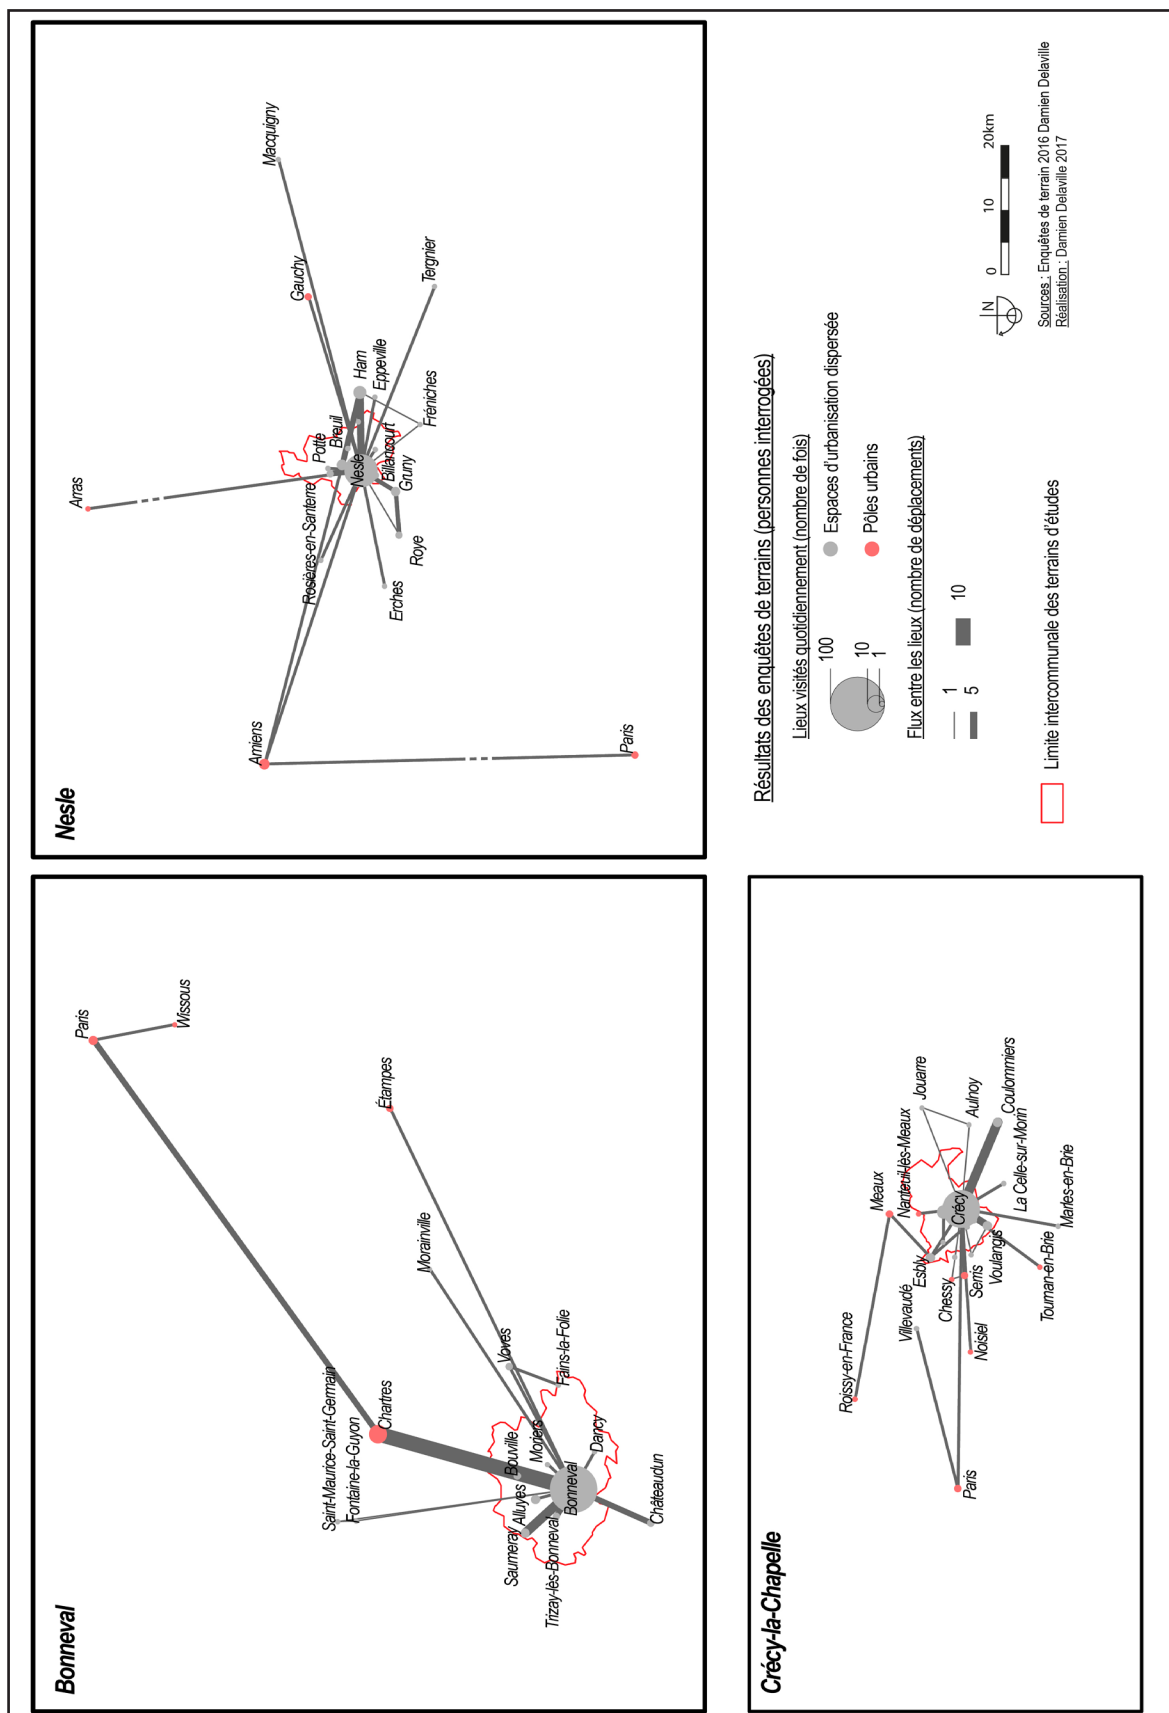 Bonneval
Paris
Wissous
Étampes
Morainville
Saint-Maurice-Saint-Germain
Fontaine-la-Guyon
Chartres
Voves
Fains-la-Folie
Bouville
Moriers
Dancy
Saumeray
Alluyes
Trizay-lès-Bonneval
Bonneval
Châteaudun
Nesle
Arras
Macquigny
Gauchy
Tergnier
Ham
Eppeville
Fréniches
Potte
Breuil
Nesle
Billancourt
Gruny
Rosières-en-Santerre
Roye
Erches
Amiens
Paris
Crécy-la-Chapelle
Roissy-en-France
Meaux
Nanteuil-lès-Meaux
Jouarre
Aulnoy
Coulommiers
Villevaudé
Esbly
Chessy
Serris
Crécy
Voulangis
La Celle-sur-Morin
Marles-en-Brie
Tournan-en-Brie
Noisiel
Paris
Résultats des enquêtes de terrains (personnes interrogées)
Lieux visités quotidiennement (nombre de fois)
100
10
1
Espaces d'urbanisation dispersée
Pôles urbains
Flux entre les lieux (nombre de déplacements)
1
5
10
Limite intercommunale des terrains d'études
N
0
10
20km
Sources : Enquêtes de terrain 2016 Damien Delaville
Réalisation : Damien Delaville 2017